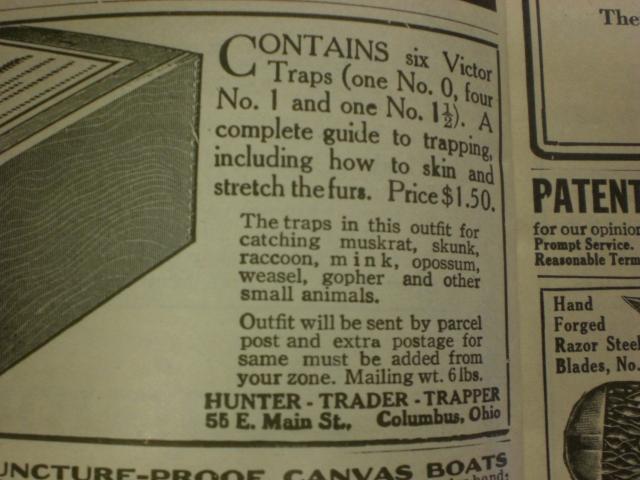 CONTAINS six Victor
Traps (one No. 0, four
No. 1 and one No. 1½). A
complete guide to trapping,
including how to skin and
stretch the furs. Price $1.50.
The traps in this outfit for
catching muskrat, skunk,
raccoon, mink, opossum,
weasel, gopher and other
small animals.
Outfit will be sent by parcel
post and extra postage for
same must be added from
your zone. Mailing wt. 6 lbs.
HUNTER - TRADER - TRAPPER
55 E. Main St., Columbus, Ohio
UNCTURE-PROOF CANVAS BOATS
The
PATENT
for our opinion
Prompt Service.
Reasonable Term
Hand
Forged
Razor Steel
Blades, No.